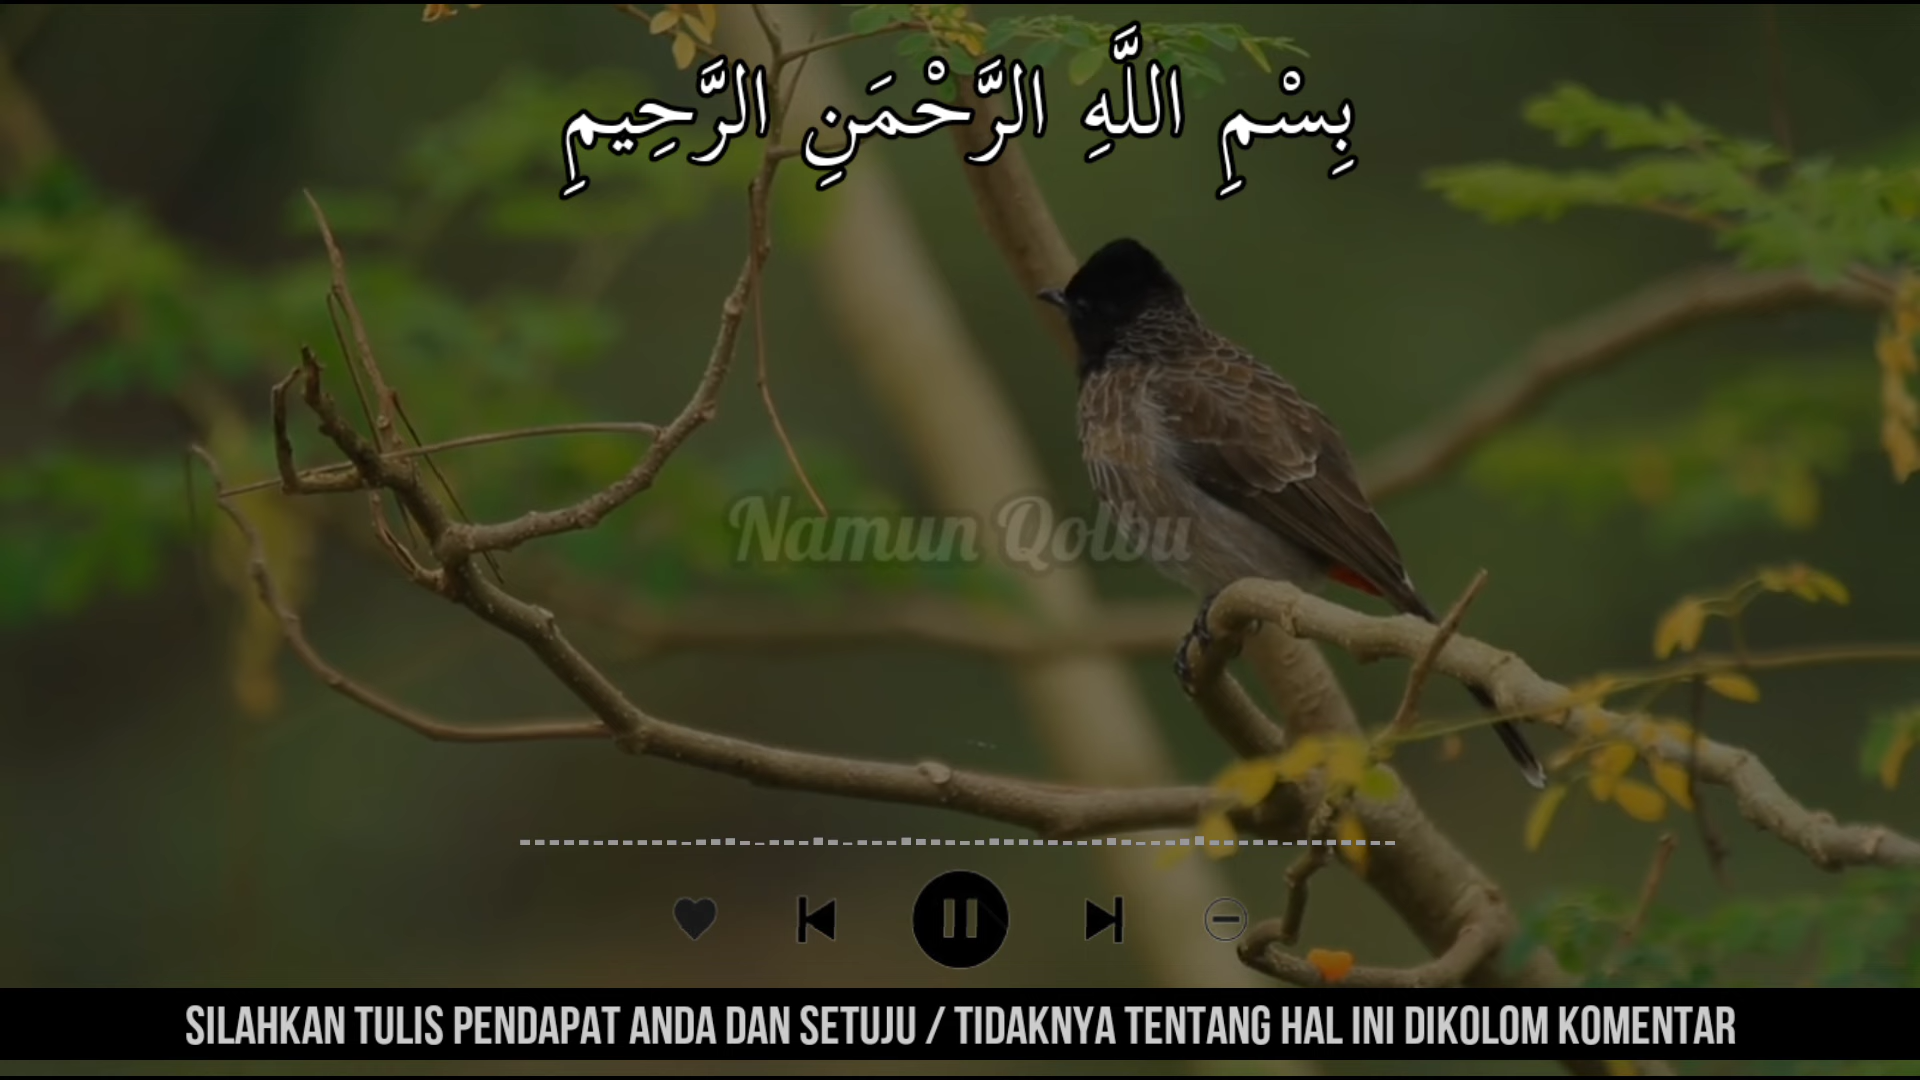 بِسْمِ اللَّهِ الرَّحْمَنِ الرَّحِيمِ
Namun Qolbu
SILAHKAN TULIS PENDAPAT ANDA DAN SETUJU / TIDAKNYA TENTANG HAL INI DIKOLOM KOMENTAR